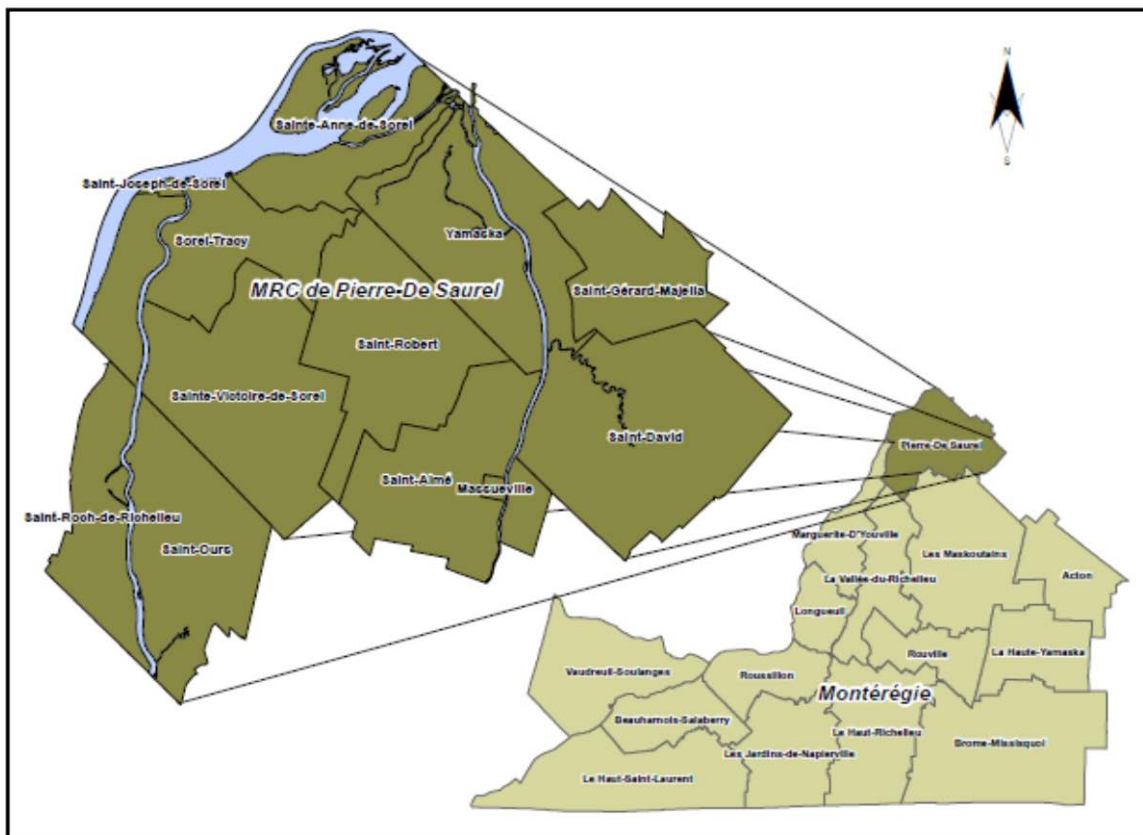 N
S
Sainte-Anne-de-Sorel
Saint-Joseph-de-Sorel
Sorel-Tracy
Yamaska
MRC de Pierre-De Saurel
Saint-Gérard-Majella
Saint-Robert
Sainte-Victoire-de-Sorel
Saint-David
Saint-Aimé
Massueville
Saint-Roch-de-Richelieu
Saint-Ours
Pierre-De Saurel
Marguerite-D'Youville
Les Maskoutains
Acton
La Vallée-du-Richelieu
Longueuil
Rouville
La Haute-Yamaska
Vaudreuil-Soulanges
Roussillon
Montérégie
Beauharnois-Salaberry
Le Haut-Richelieu
Brome-Missisquoi
Les Jardins-de-Napierville
Le Haut-Saint-Laurent